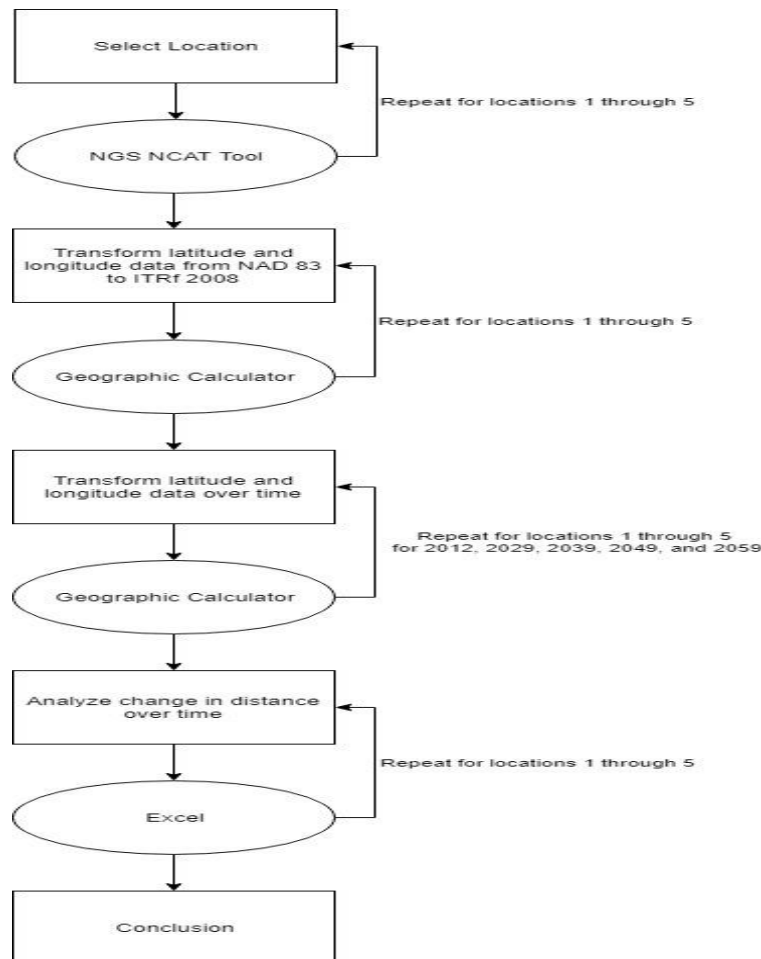 Select Location
Repeat for locations 1 through 5
NGS NCAT Tool
Transform latitude and
longitude data from NAD 83
to ITRf 2008
Repeat for locations 1 through 5
Geographic Calculator
Transform latitude and
longitude data over time
Repeat for locations 1 through 5
for 2012, 2029, 2039, 2049, and 2059
Geographic Calculator
Analyze change in distance
over time
Repeat for locations 1 through 5
Excel
Conclusion